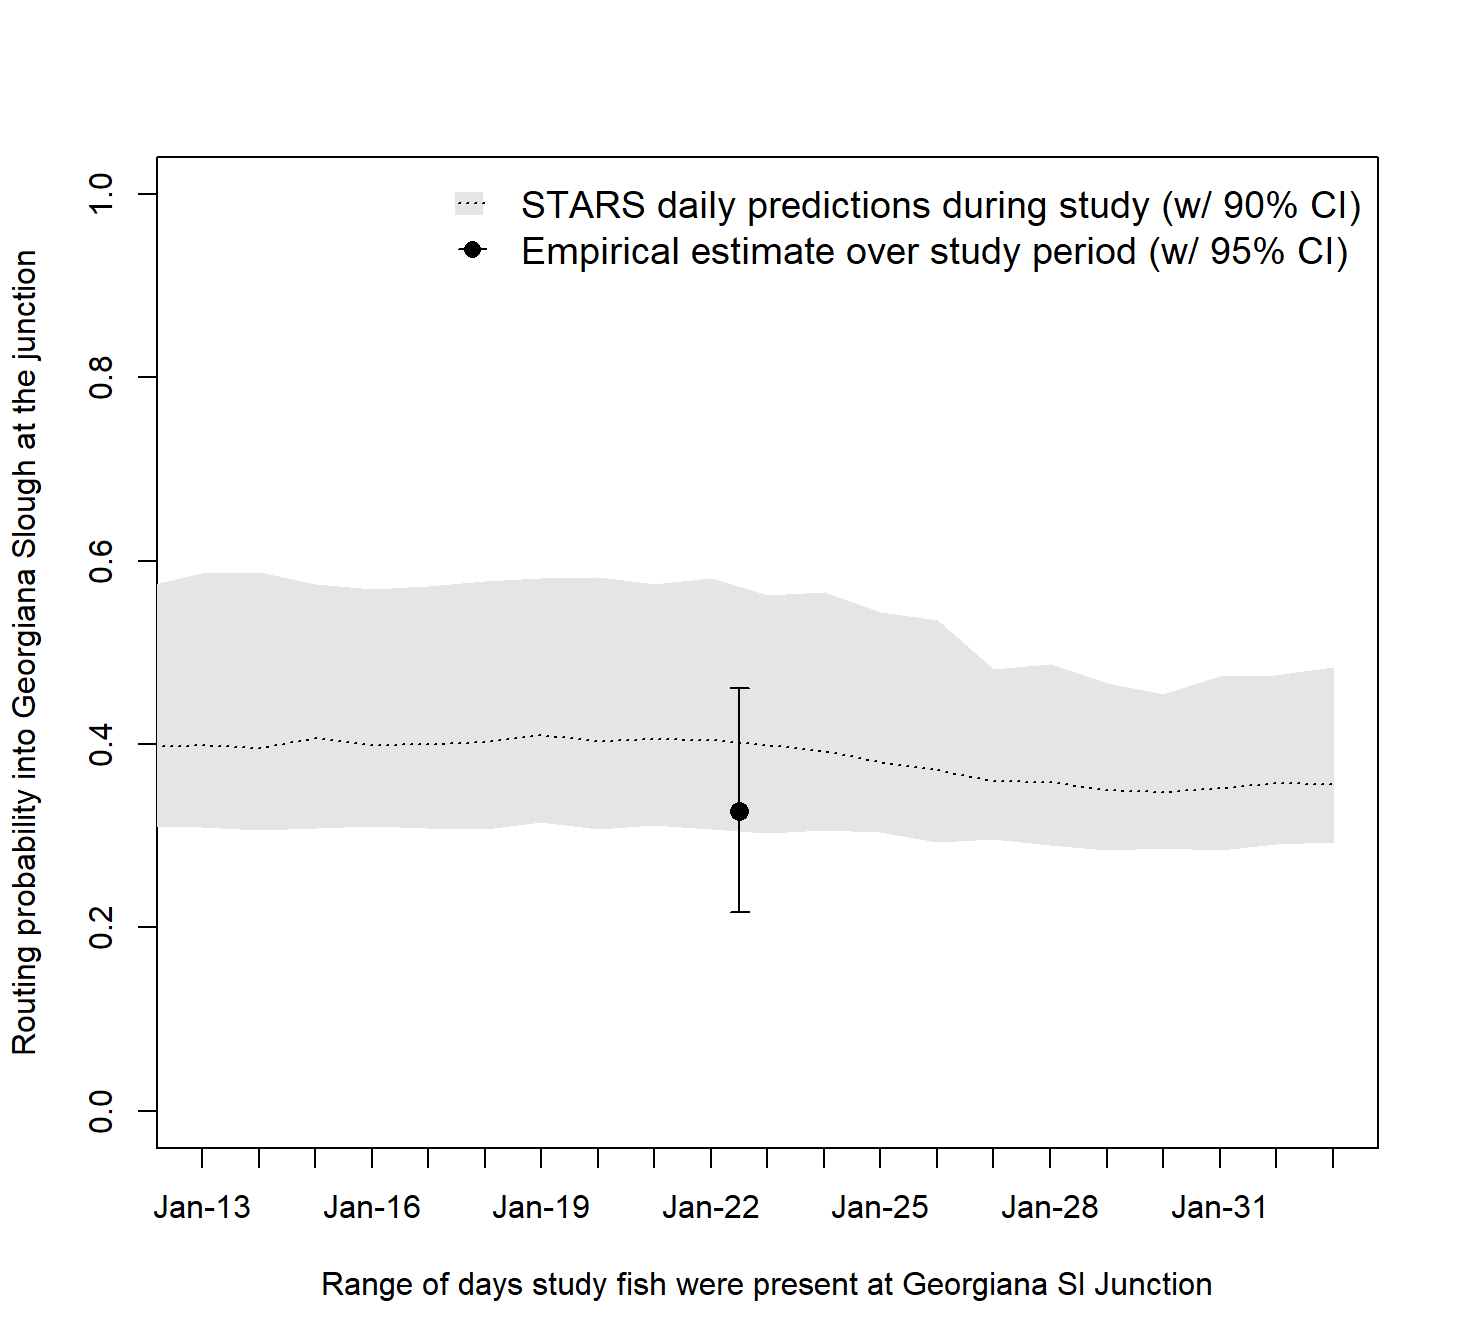 STARS daily predictions during study (w/ 90% CI)
Empirical estimate over study period (w/ 95% CI)
Routing probability into Georgiana Slough at the junction
1.0
0.8
0.6
0.4
0.2
0.0
Jan-13 Jan-16 Jan-19 Jan-22 Jan-25 Jan-28 Jan-31
Range of days study fish were present at Georgiana Sl Junction